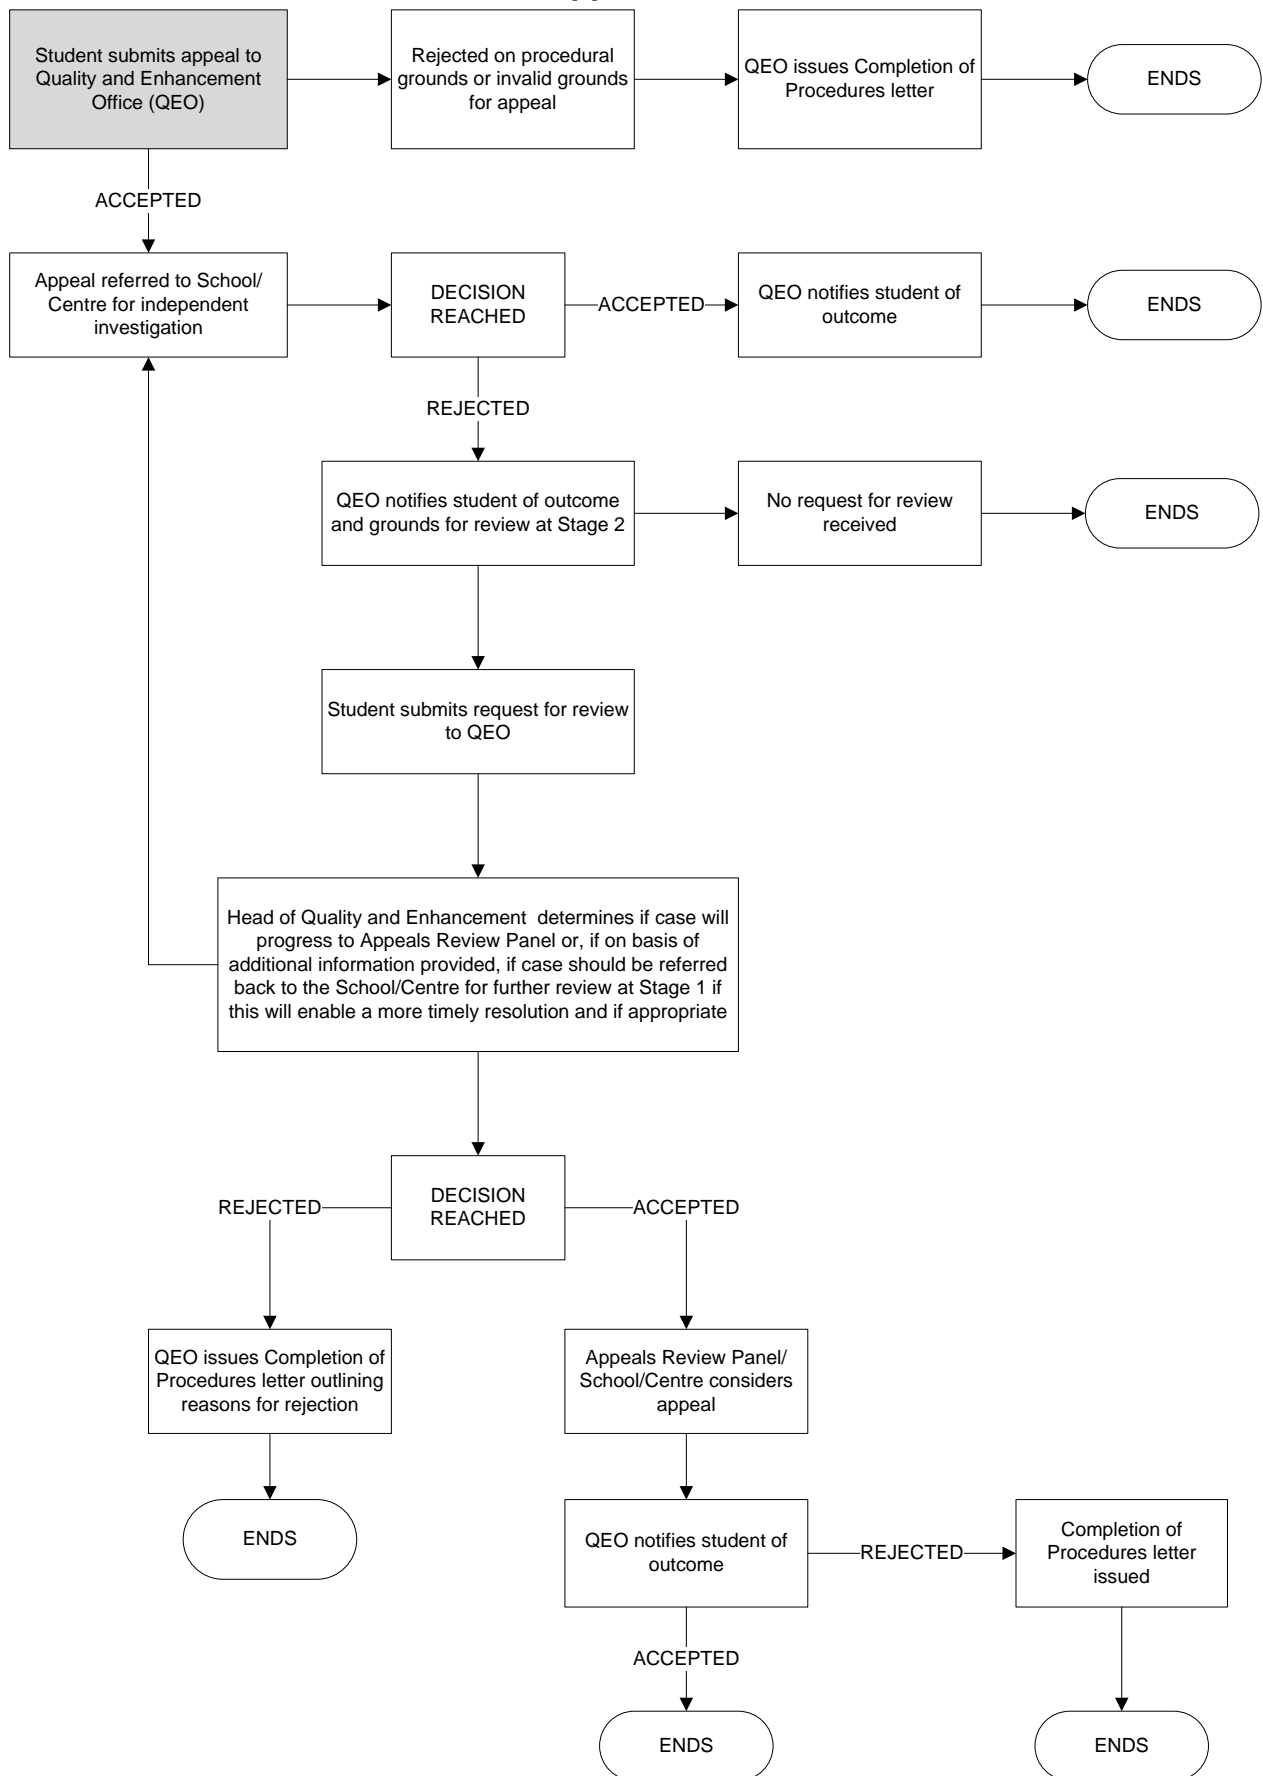 Student submits appeal to
Quality and Enhancement
Office (QEO)
Rejected on procedural
grounds or invalid grounds
for appeal
QEO issues Completion of
Procedures letter
ENDS
ACCEPTED
Appeal referred to School/
Centre for independent
investigation
DECISION
REACHED
ACCEPTED
QEO notifies student of
outcome
ENDS
REJECTED
QEO notifies student of outcome
and grounds for review at Stage 2
No request for review
received
ENDS
Student submits request for review
to QEO
Head of Quality and Enhancement determines if case will
progress to Appeals Review Panel or, if on basis of
additional information provided, if case should be referred
back to the School/Centre for further review at Stage 1 if
this will enable a more timely resolution and if appropriate
REJECTED
DECISION
REACHED
ACCEPTED
QEO issues Completion of
Procedures letter outlining
reasons for rejection
Appeals Review Panel/
School/Centre considers
appeal
ENDS
QEO notifies student of
outcome
REJECTED
Completion of
Procedures letter
issued
ACCEPTED
ENDS
ENDS